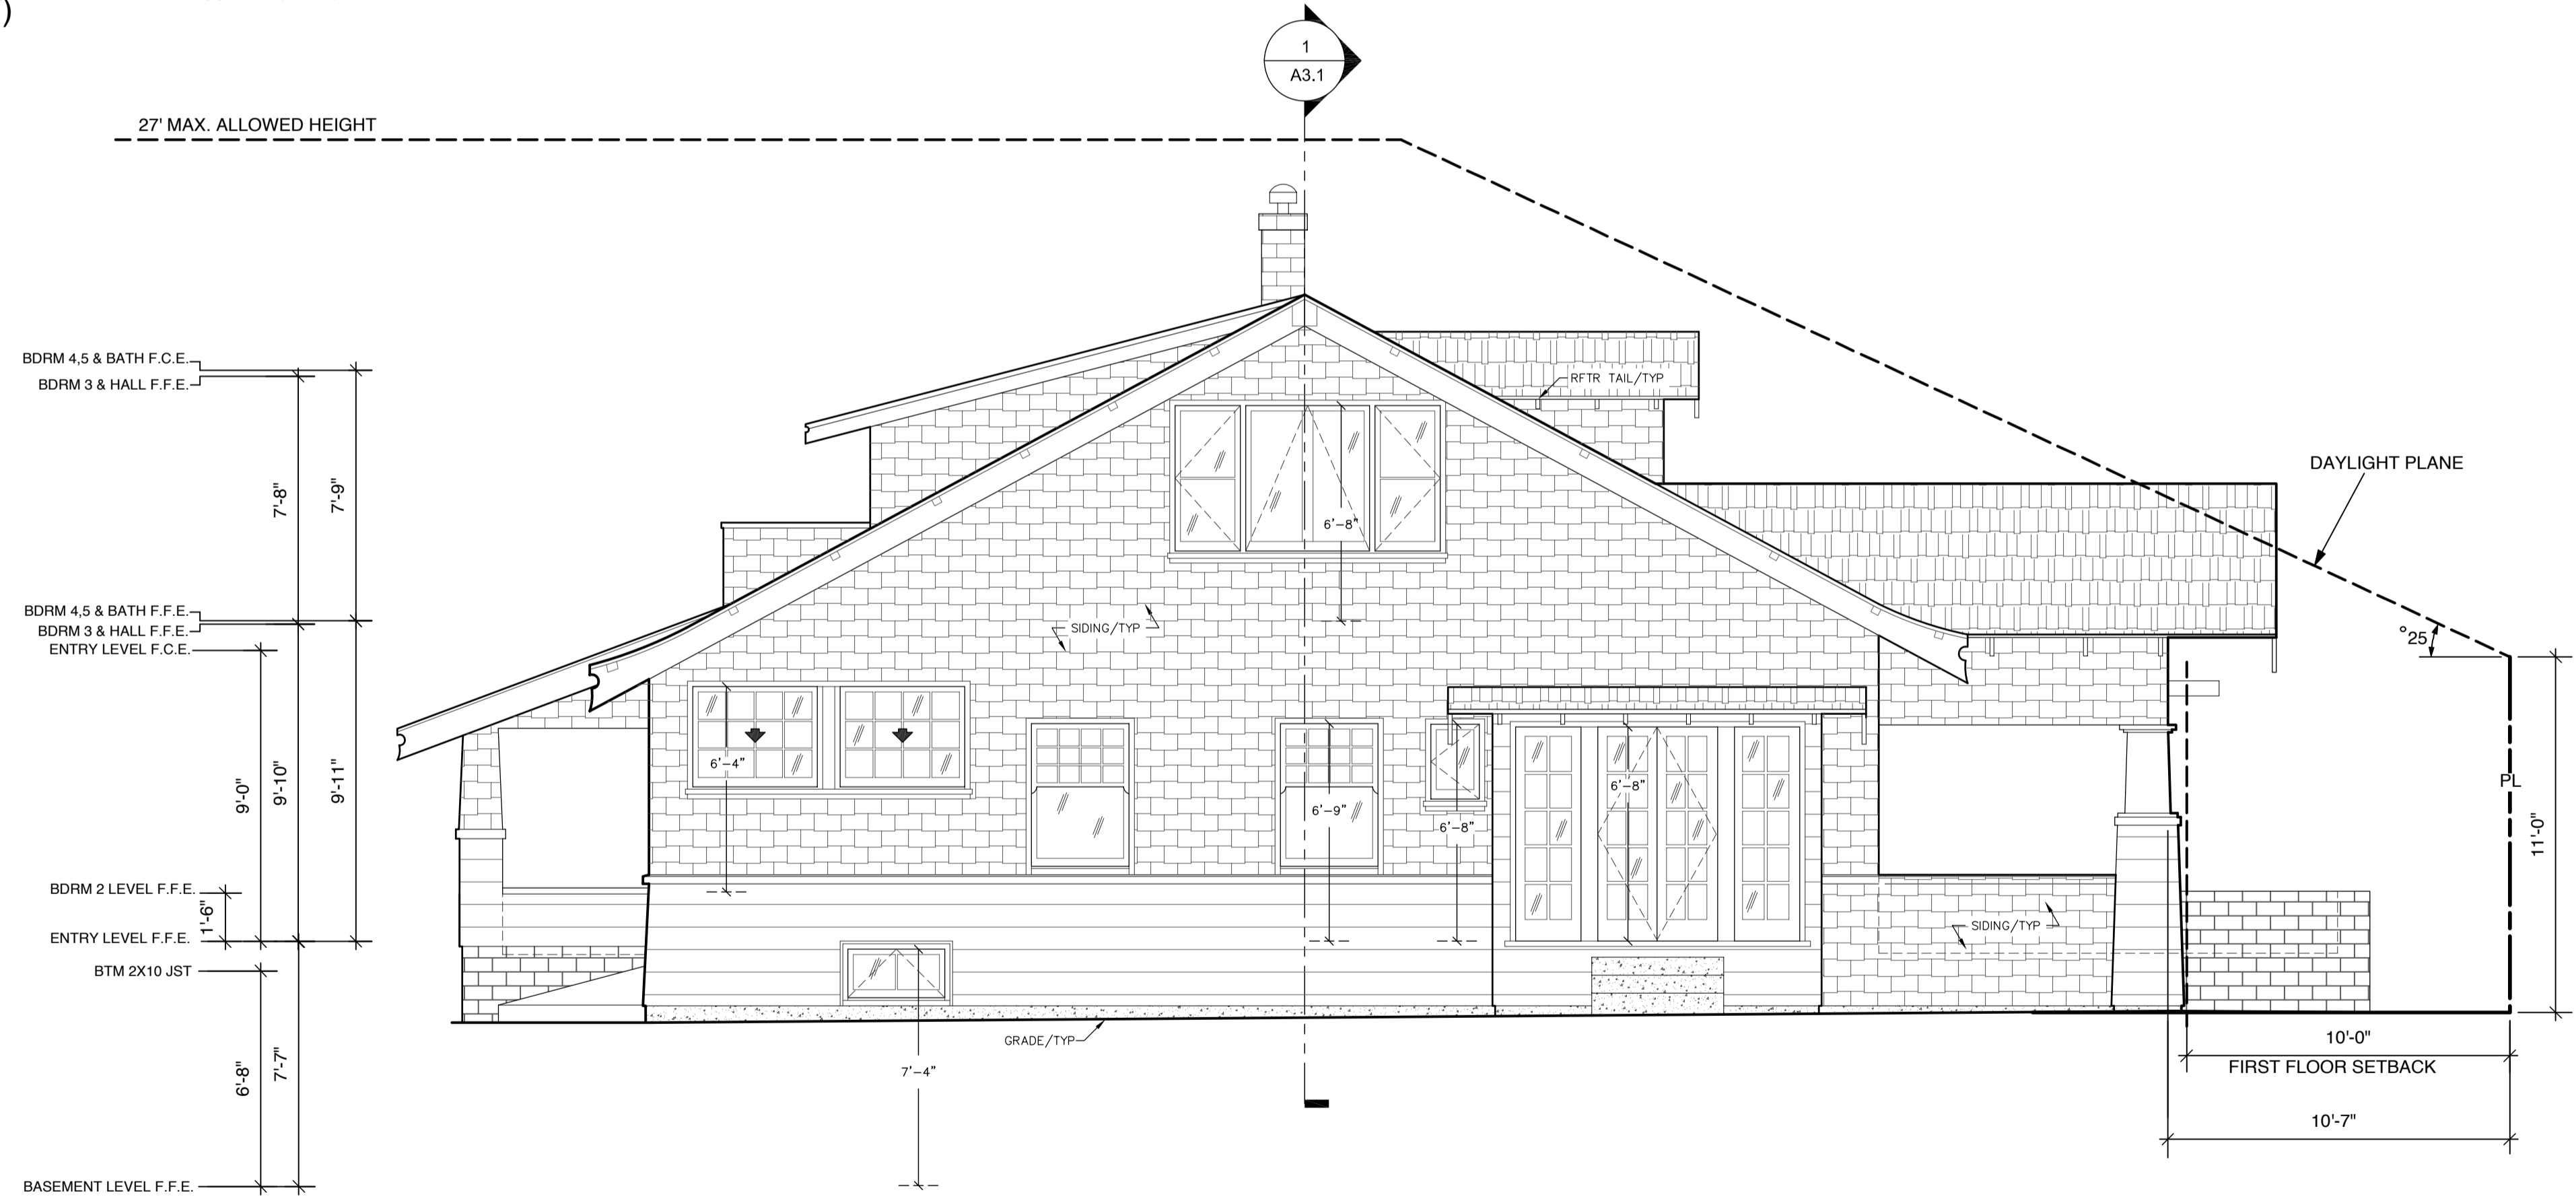 )
1
A3.1
27' MAX. ALLOWED HEIGHT
BDRM 4,5 & BATH F.C.E.
BDRM 3 & HALL F.F.E.
RFTR TAIL/TYP
DAYLIGHT PLANE
7'-8"
7'-9"
6'-8"
BDRM 4,5 & BATH F.F.E.
BDRM 3 & HALL F.F.E.
ENTRY LEVEL F.C.E.
SIDING/TYP
°25
9'-0"
9'-10"
9'-11"
6'-4"
6'-9"
6'-8"
6'-8"
PL
11'-0"
BDRM 2 LEVEL F.F.E.
1'-6"
ENTRY LEVEL F.F.E.
BTM 2X10 JST
SIDING/TYP
GRADE/TYP
6'-8"
7'-7"
7'-4"
10'-0"
FIRST FLOOR SETBACK
10'-7"
BASEMENT LEVEL F.F.E.